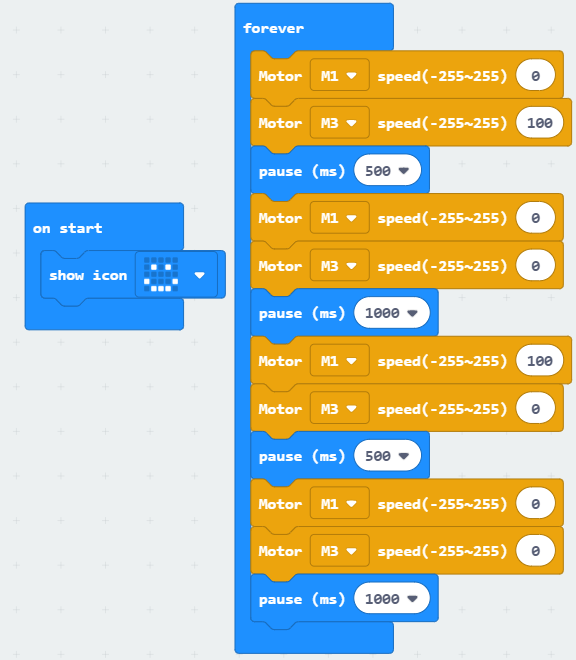 forever
Motor M1 speed(-255~255) 0
Motor M3 speed(-255~255) 100
pause (ms) 500
Motor M1 speed(-255~255) 0
Motor M3 speed(-255~255) 0
pause (ms) 1000
Motor M1 speed(-255~255) 100
Motor M3 speed(-255~255) 0
pause (ms) 500
Motor M1 speed(-255~255) 0
Motor M3 speed(-255~255) 0
pause (ms) 1000
on start
show icon